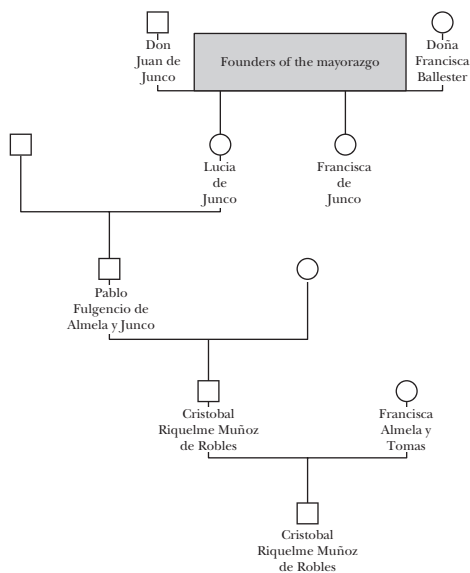 Don
Juan de
Junco
Founders of the mayorazgo
Doña
Francisca
Ballester
Lucia
de
Junco
Francisca
de
Junco
Pablo
Fulgencio de
Almela y Junco
Cristobal
Riquelme Muñoz
de Robles
Francisca
Almela y
Tomas
Cristobal
Riquelme Muñoz
de Robles